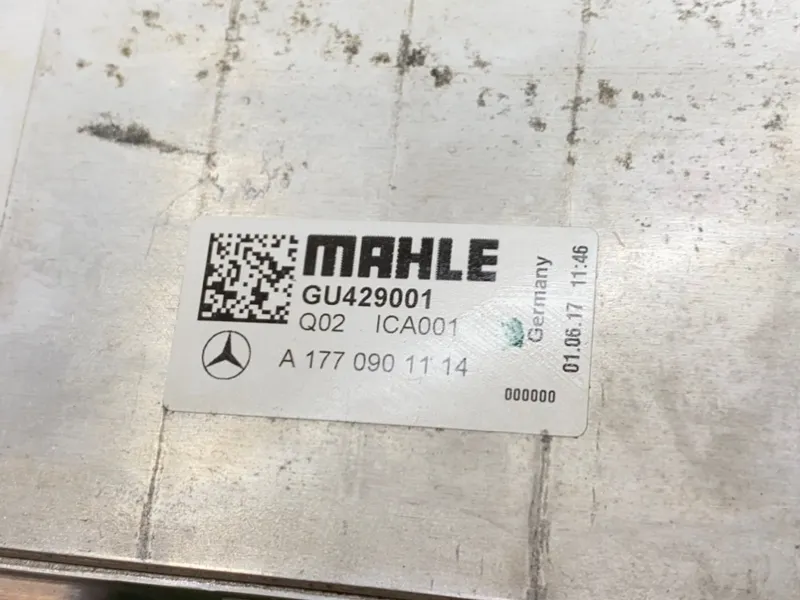 MAHLE
GU429001
Q02 ICA001
A 177 090 11 14
Germany
01.06.17 11:46
000000